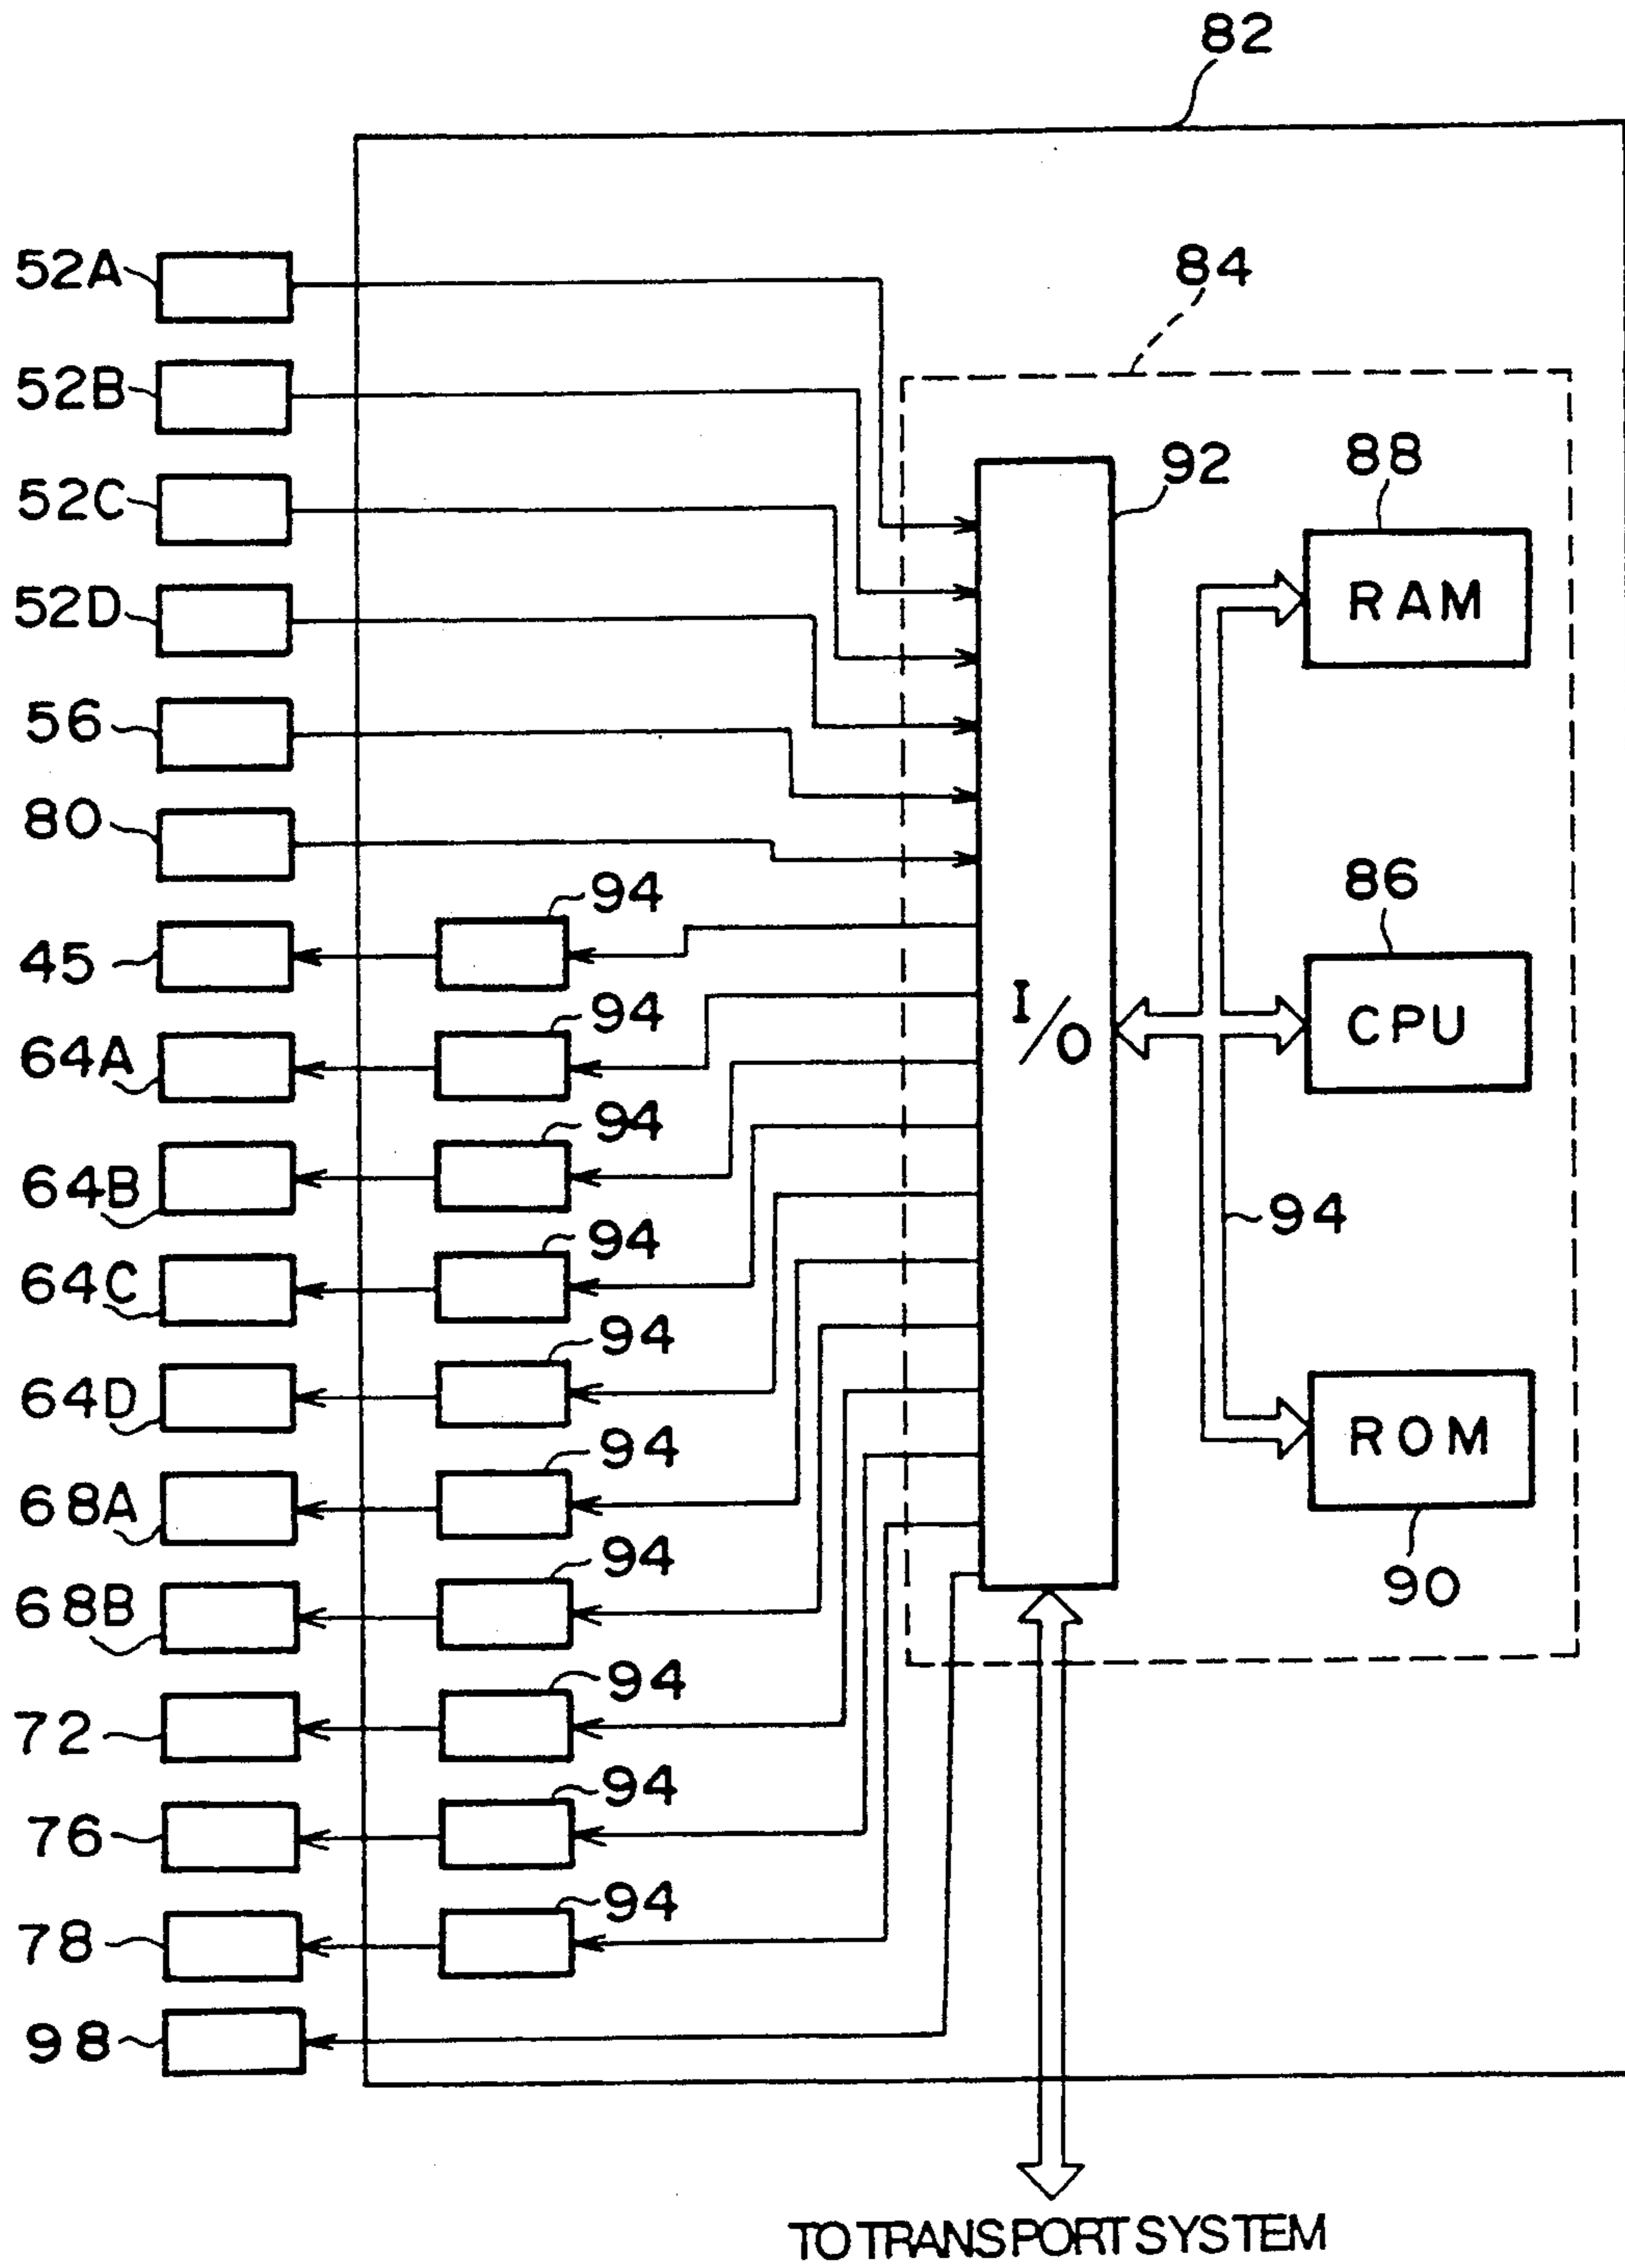 82
52A
84
52B
88
92
52C
RAM
52D
56
80
86
94
45
CPU
I/O
94
64A
94
64B
94
94
64C
94
64D
94
ROM
68A
94
90
68B
94
72
94
76
94
78
98
TO TRANSPORT SYSTEM